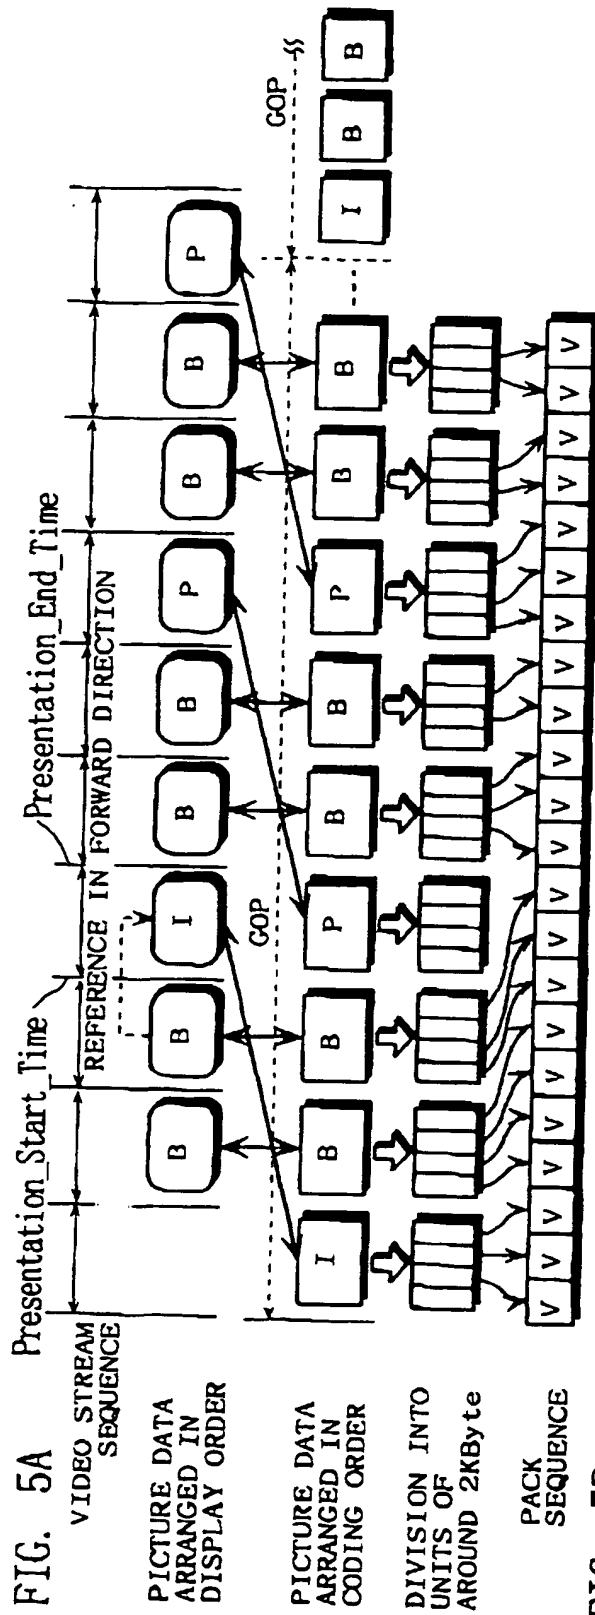 FIG. 5A
Presentation_Start_Time
Presentation_End_Time
VIDEO STREAM
SEQUENCE
REFERENCE IN FORWARD DIRECTION
PICTURE DATA
ARRANGED IN
DISPLAY ORDER
B B I B B P B B P
GOP
GOP
PICTURE DATA
ARRANGED IN
CODING ORDER
I B B P B B P B B I B B
DIVISION INTO
UNITS OF
AROUND 2KByte
PACK
SEQUENCE
V V V V V V V V V V V V V V V V V V V V V V